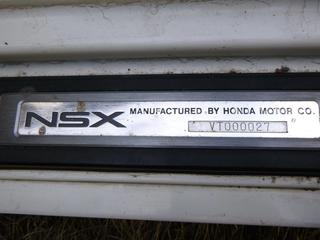 NSX MANUFACTURED BY HONDA MOTOR CO.
" VT000027 "